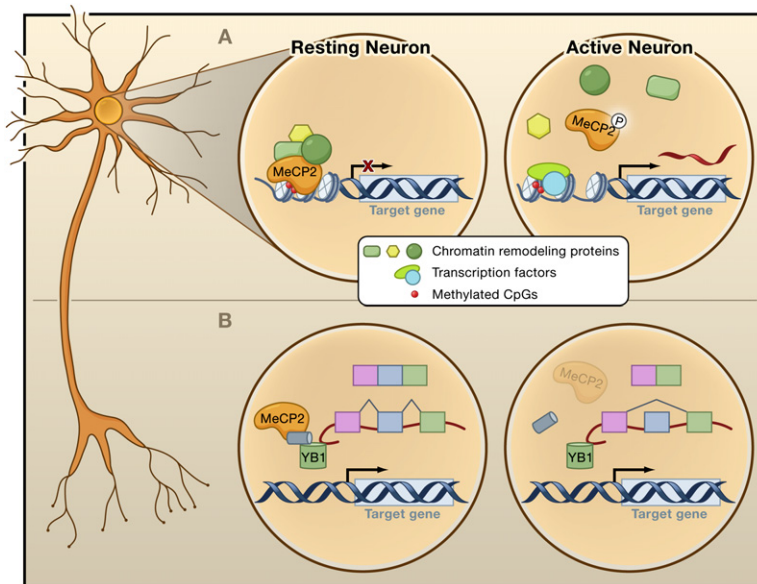 A
Resting Neuron
Active Neuron
MeCP2
X
Target gene
MeCP2
P
Target gene
Chromatin remodeling proteins
Transcription factors
Methylated CpGs
B
MeCP2
YB1
Target gene
MeCP2
YB1
Target gene